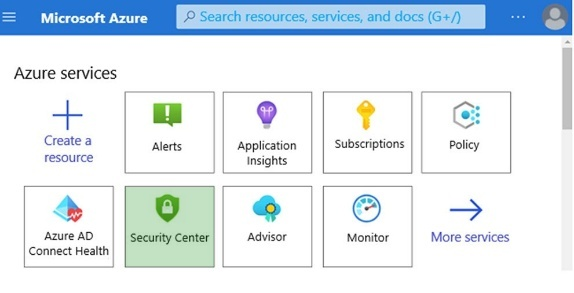 Microsoft Azure
Search resources, services, and docs (G+/)
...
Azure services
Create a
resource
Alerts
Application
Insights
Subscriptions
Policy
Azure AD
Connect Health
Security Center
Advisor
Monitor
More services